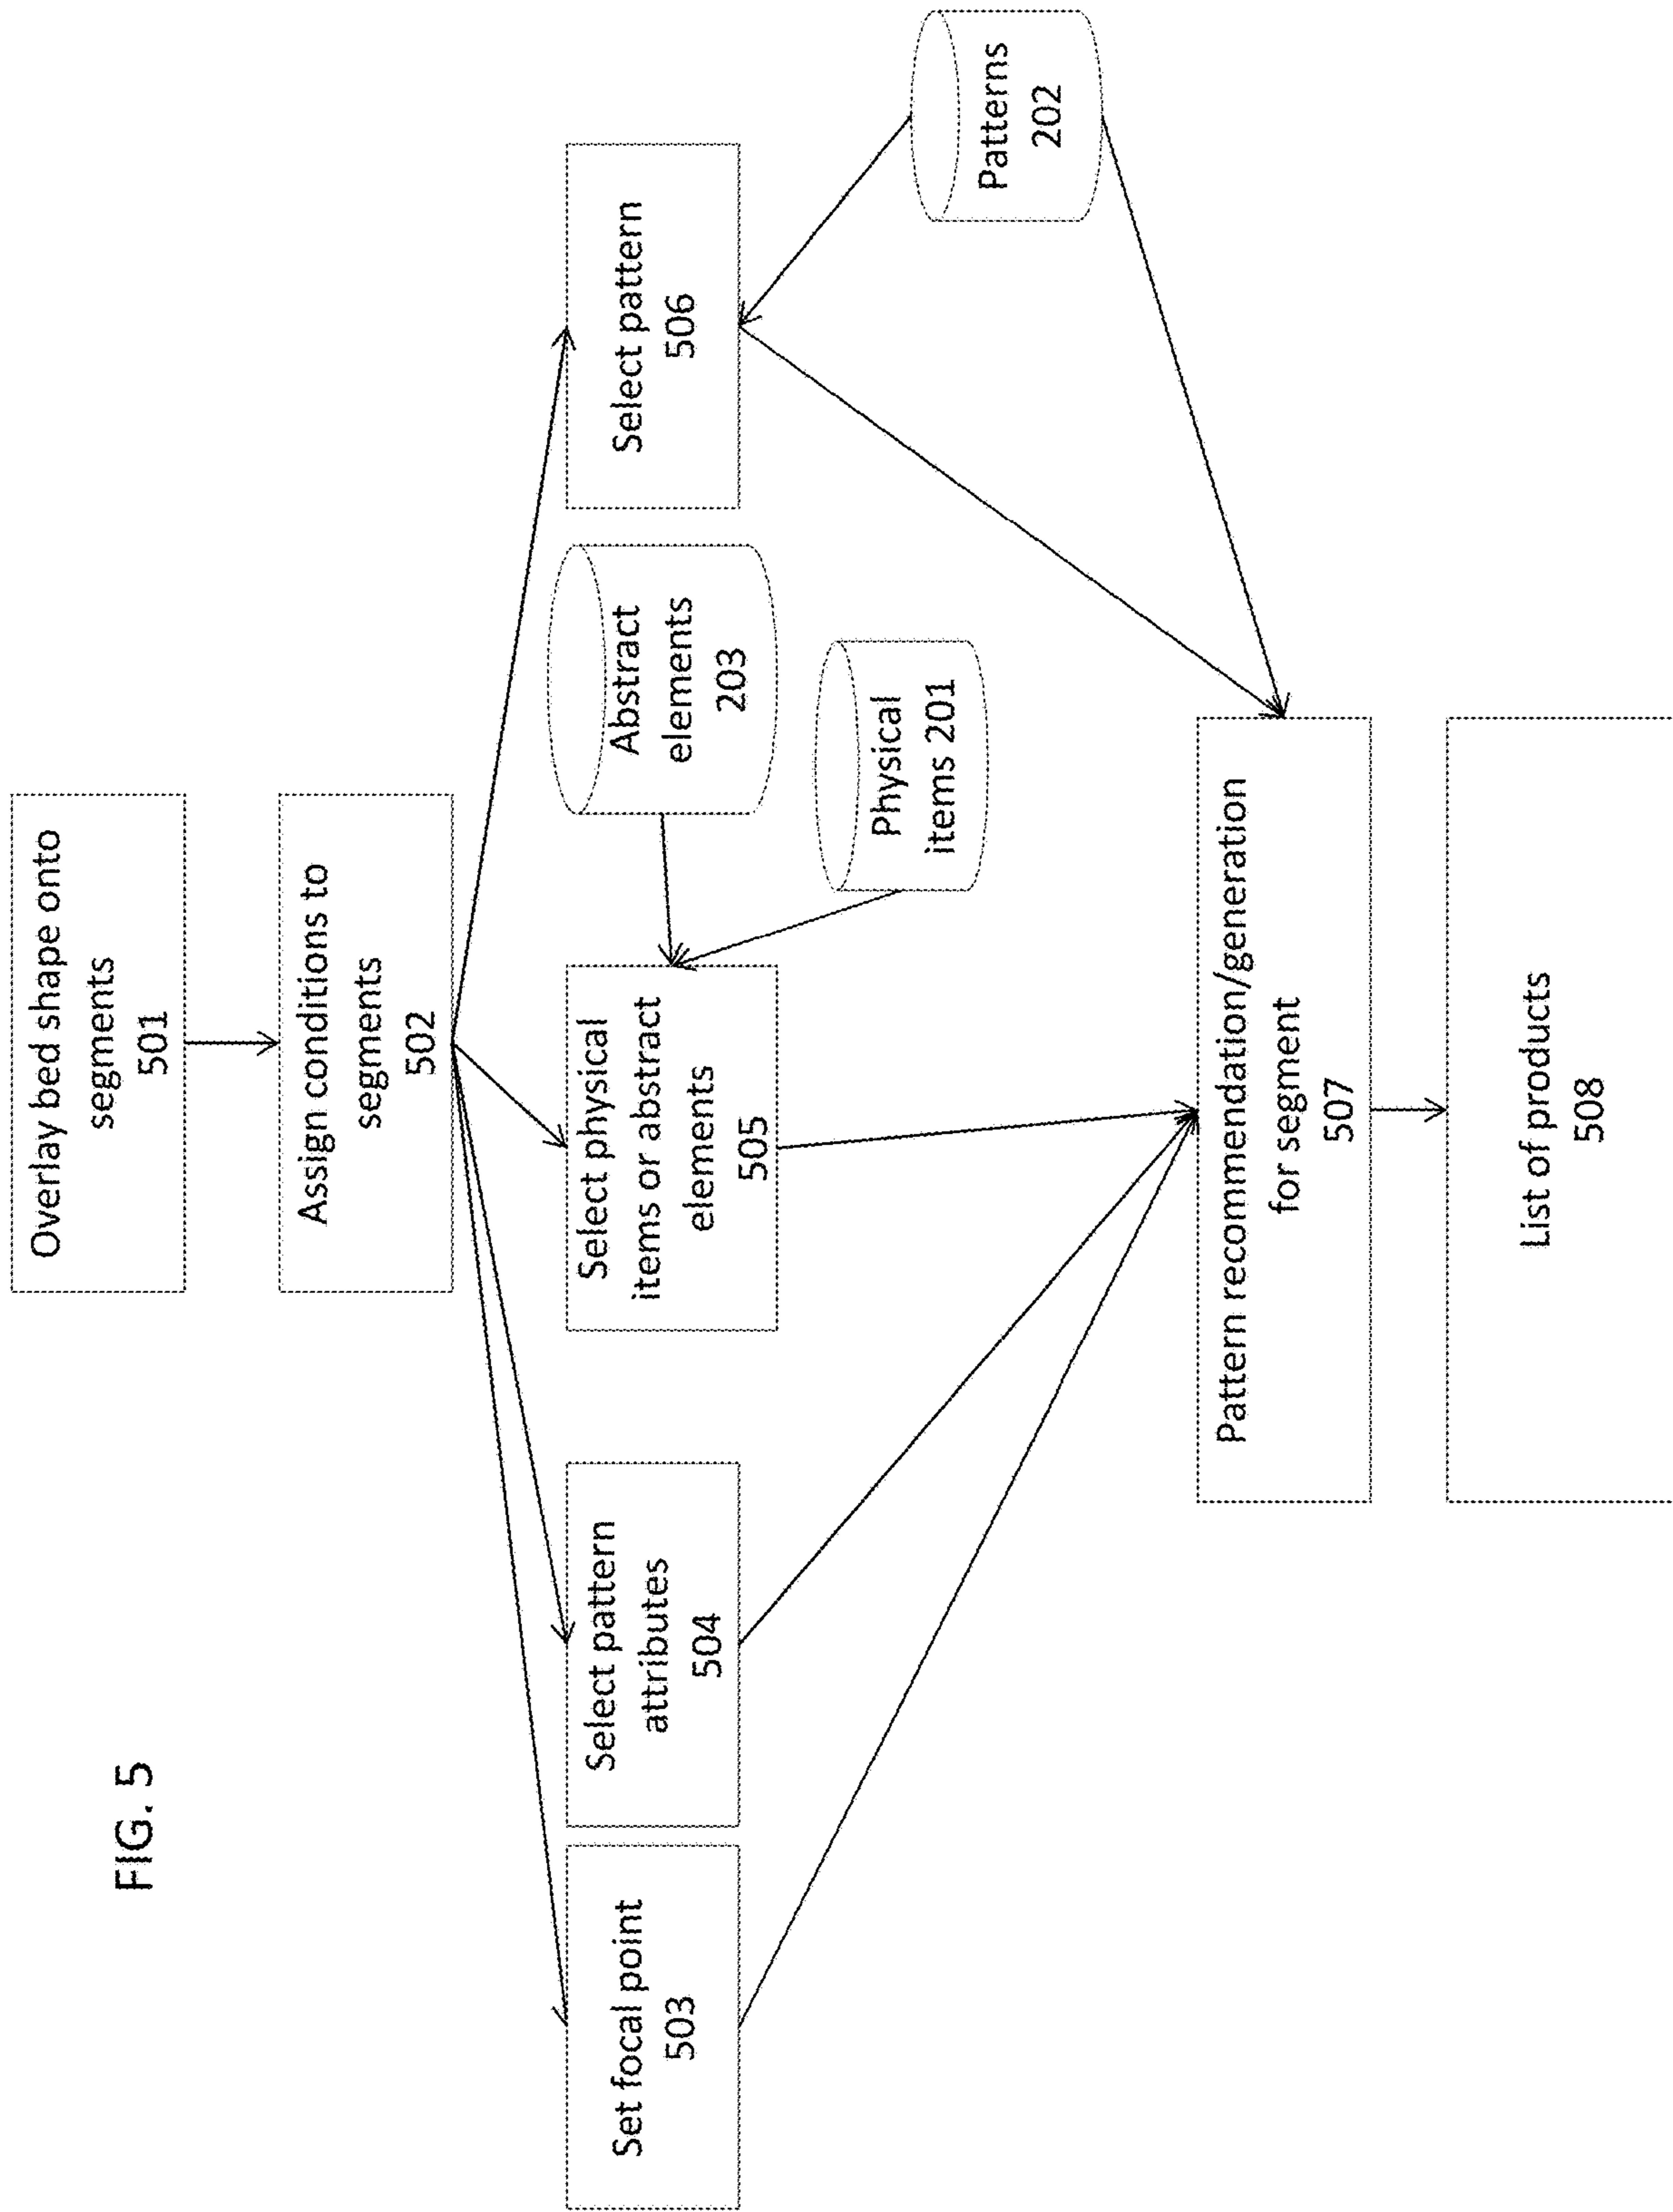 FIG. 5
Overlay bed shape onto
segments
501
Assign conditions to
segments
502
Set focal point
503
Select pattern
attributes
504
Select physical
items or abstract
elements
505
Abstract
elements
203
Physical
items 201
Select pattern
506
Patterns
202
Pattern recommendation/generation
for segment
507
List of products
508